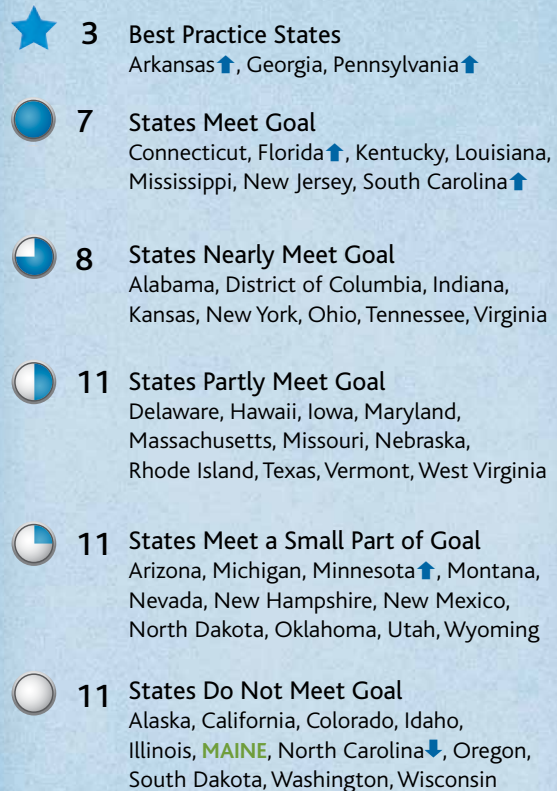 3 Best Practice States
Arkansas⬆, Georgia, Pennsylvania⬆
7 States Meet Goal
Connecticut, Florida⬆, Kentucky, Louisiana,
Mississippi, New Jersey, South Carolina⬆
8 States Nearly Meet Goal
Alabama, District of Columbia, Indiana,
Kansas, New York, Ohio, Tennessee, Virginia
11 States Partly Meet Goal
Delaware, Hawaii, Iowa, Maryland,
Massachusetts, Missouri, Nebraska,
Rhode Island, Texas, Vermont, West Virginia
11 States Meet a Small Part of Goal
Arizona, Michigan, Minnesota⬆, Montana,
Nevada, New Hampshire, New Mexico,
North Dakota, Oklahoma, Utah, Wyoming
11 States Do Not Meet Goal
Alaska, California, Colorado, Idaho,
Illinois, MAINE, North Carolina⬇, Oregon,
South Dakota, Washington, Wisconsin